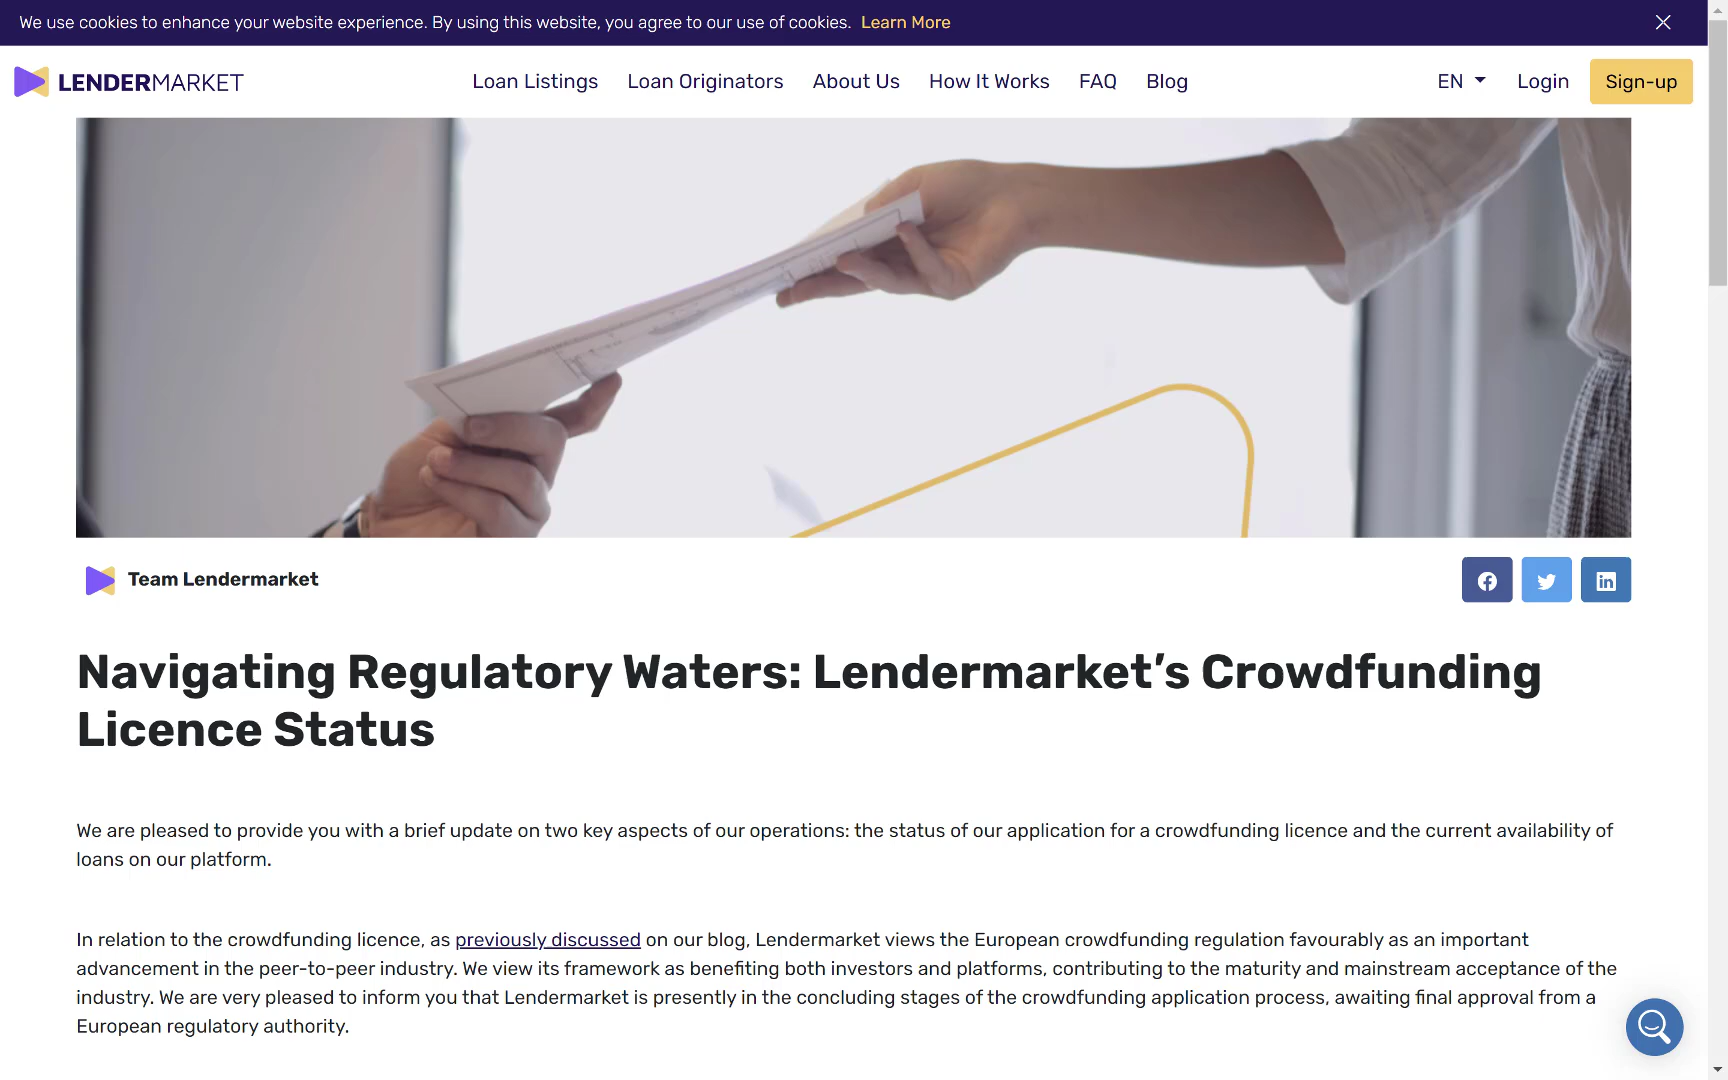 We use cookies to enhance your website experience. By using this website, you agree to our use of cookies. Learn More
LENDERMARKET
Loan Listings Loan Originators About Us How It Works FAQ Blog
EN Login Sign-up
Team Lendermarket
Navigating Regulatory Waters: Lendermarket’s Crowdfunding
Licence Status
We are pleased to provide you with a brief update on two key aspects of our operations: the status of our application for a crowdfunding licence and the current availability of
loans on our platform.
In relation to the crowdfunding licence, as previously discussed on our blog, Lendermarket views the European crowdfunding regulation favourably as an important
advancement in the peer-to-peer industry. We view its framework as benefiting both investors and platforms, contributing to the maturity and mainstream acceptance of the
industry. We are very pleased to inform you that Lendermarket is presently in the concluding stages of the crowdfunding application process, awaiting final approval from a
European regulatory authority.